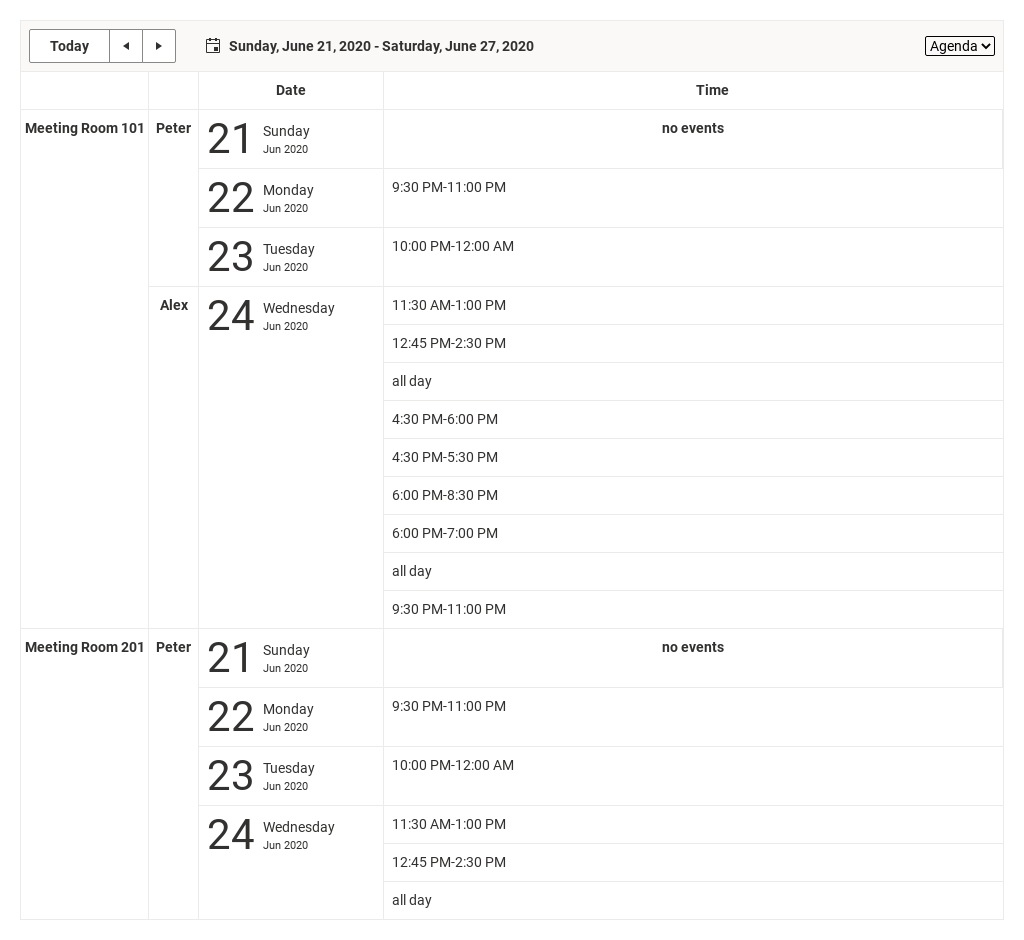 Today
Sunday, June 21, 2020 - Saturday, June 27, 2020
Agenda
Date Time
Meeting Room 101 Peter 21 Sunday no events
Jun 2020
22 Monday 9:30 PM-11:00 PM
Jun 2020
23 Tuesday 10:00 PM-12:00 AM
Jun 2020
Alex 24 Wednesday 11:30 AM-1:00 PM
Jun 2020
12:45 PM-2:30 PM
all day
4:30 PM-6:00 PM
4:30 PM-5:30 PM
6:00 PM-8:30 PM
6:00 PM-7:00 PM
all day
9:30 PM-11:00 PM
Meeting Room 201 Peter 21 Sunday no events
Jun 2020
22 Monday 9:30 PM-11:00 PM
Jun 2020
23 Tuesday 10:00 PM-12:00 AM
Jun 2020
24 Wednesday 11:30 AM-1:00 PM
Jun 2020
12:45 PM-2:30 PM
all day